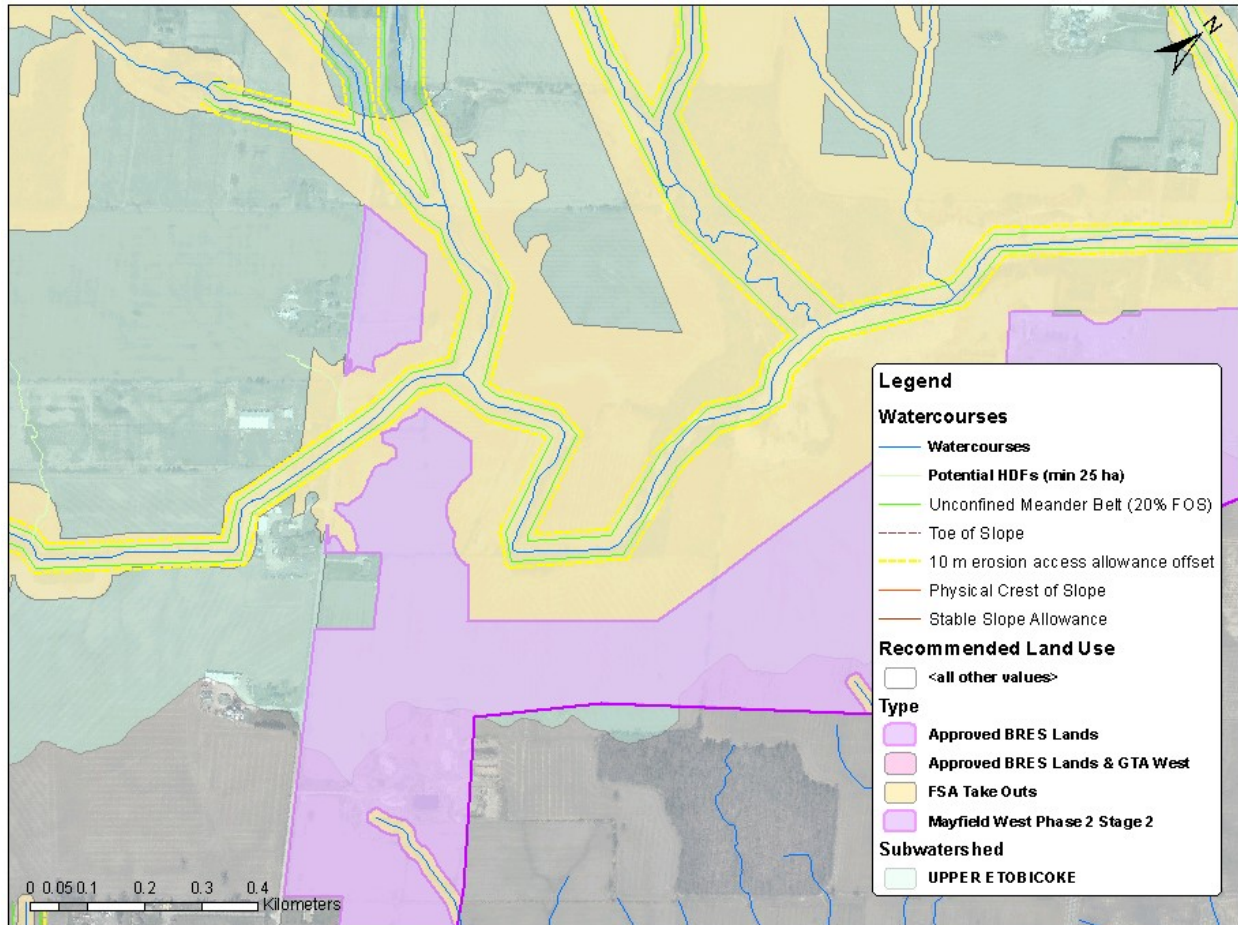 N
Legend
Watercourses
Watercourses
Potential HDFs (min 25 ha)
Unconfined Meander Belt (20% FOS)
Toe of Slope
10 m erosion access allowance offset
Physical Crest of Slope
Stable Slope Allowance
Recommended Land Use
<all other values>
Type
Approved BRES Lands
Approved BRES Lands & GTA West
FSA Take Outs
Mayfield West Phase 2 Stage 2
Subwatershed
UPPER ETOBICOKE
0 0.05 0.1 0.2 0.3 0.4
Kilometers